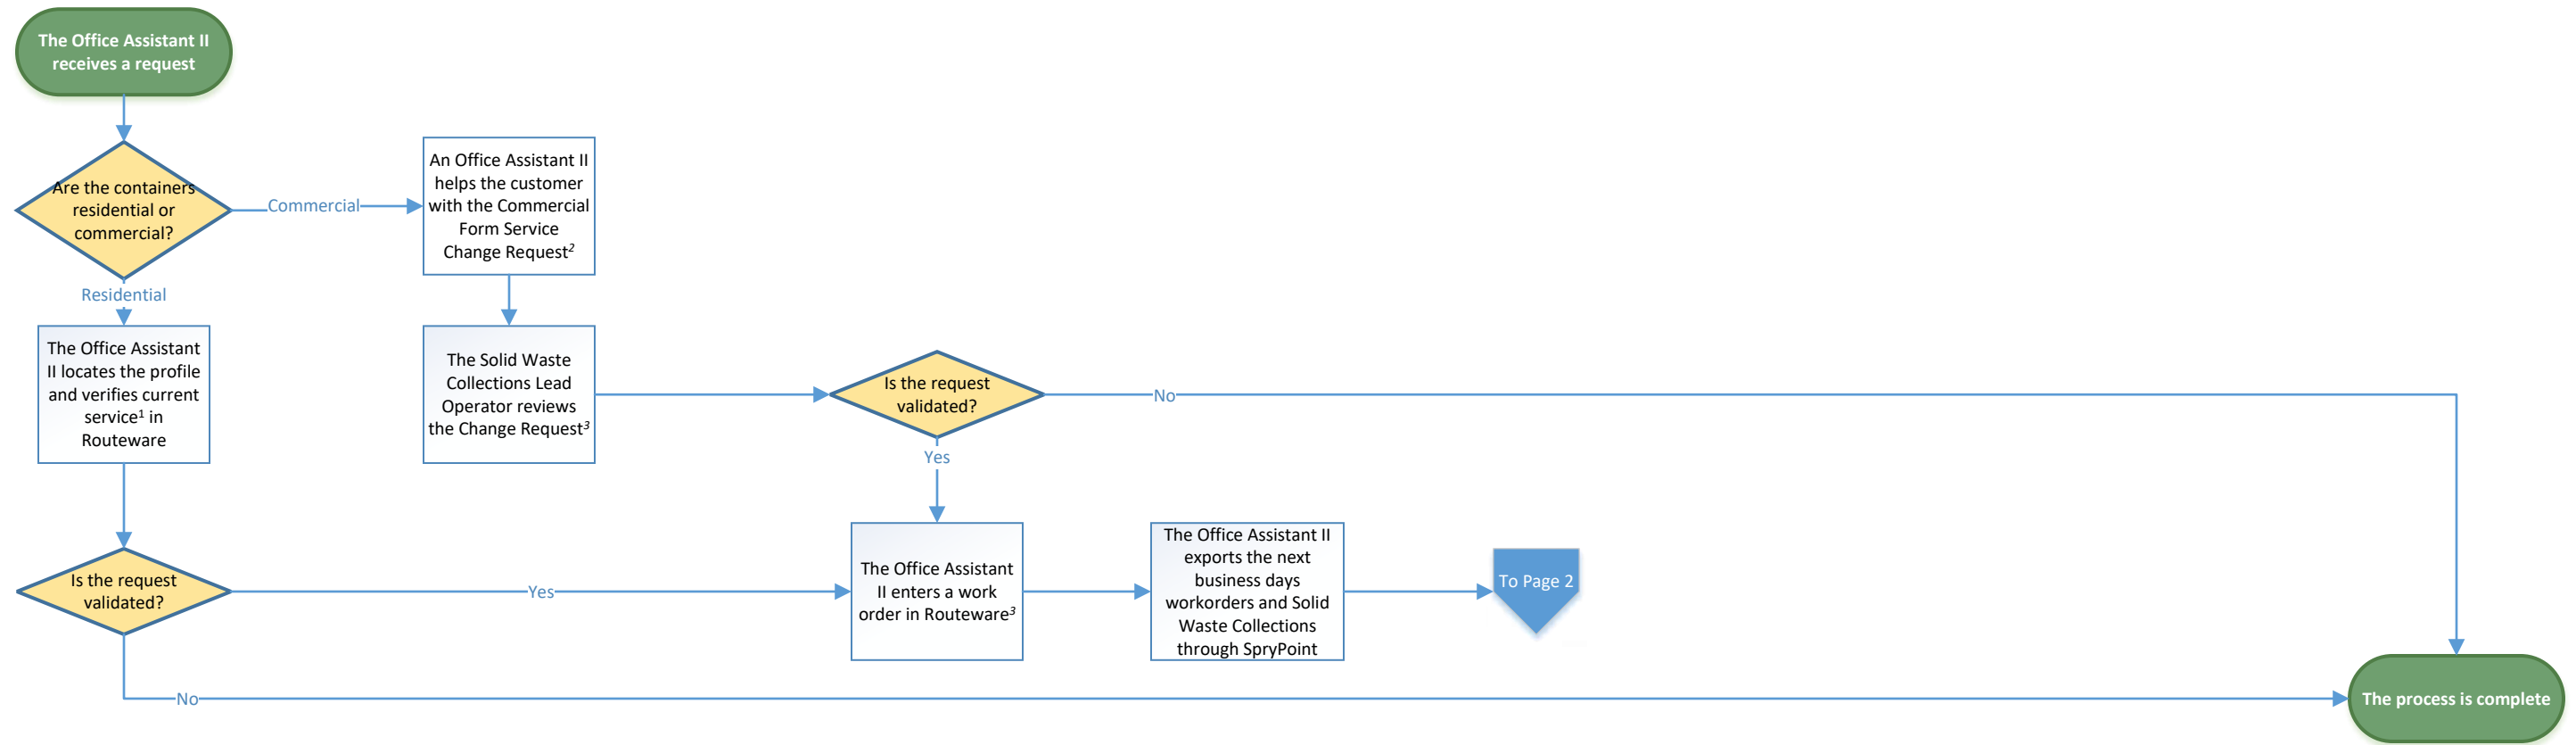 The Office Assistant II
receives a request
Are the containers
residential or
commercial?
Commercial
An Office Assistant II
helps the customer
with the Commercial
Form Service
Change Request²
Residential
The Office Assistant
II locates the profile
and verifies current
service¹ in
Routeware
The Solid Waste
Collections Lead
Operator reviews
the Change Request³
Is the request
validated?
No
Yes
Is the request
validated?
Yes
The Office Assistant
II enters a work
order in Routeware³
The Office Assistant II
exports the next
business days
workorders and Solid
Waste Collections
through SpryPoint
To Page 2
No
The process is complete